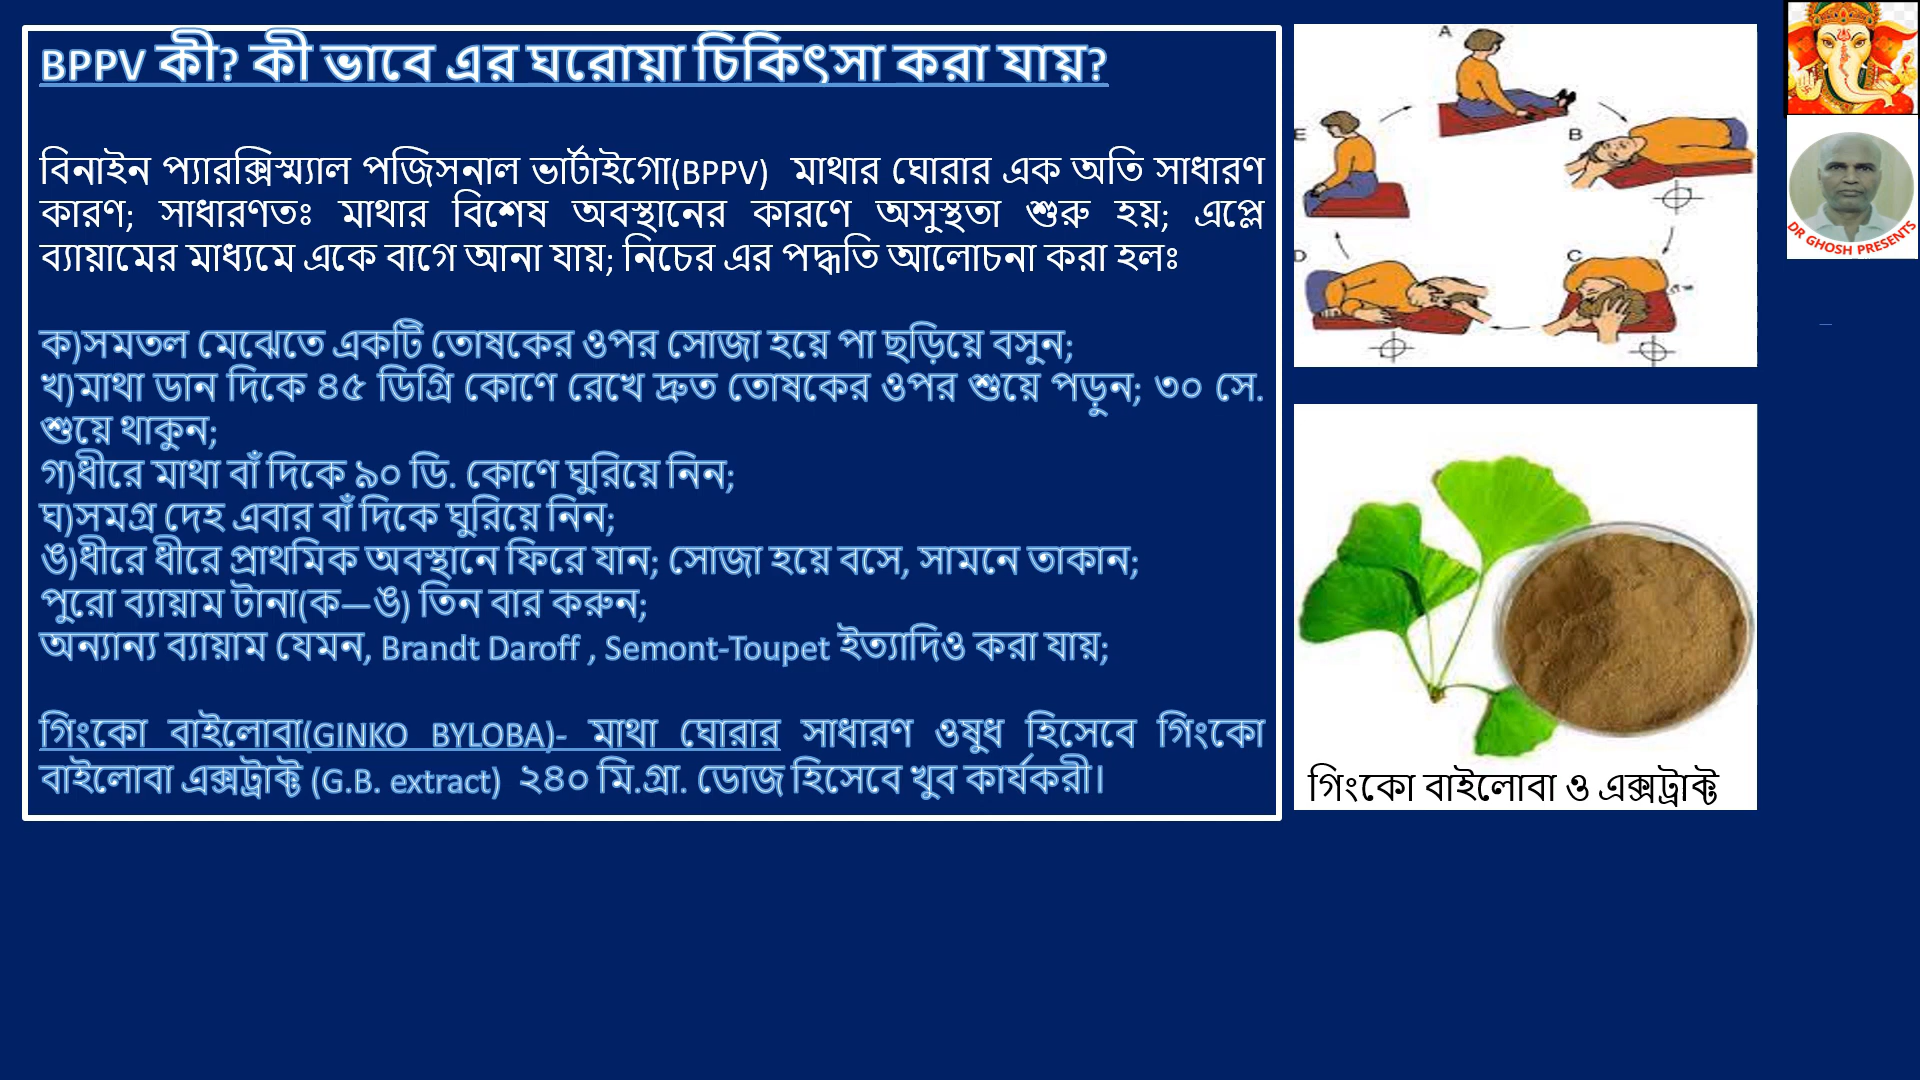 BPPV কী? কী ভাবে এর ঘরোয়া চিকিৎসা করা যায়?
বিনাইন প্যারক্সিস্ম্যাল পজিসনাল ভার্টাইগো(BPPV) মাথার ঘোরার এক অতি সাধারণ
কারণ; সাধারণতঃ মাথার বিশেষ অবস্থানের কারণে অসুস্থতা শুরু হয়; এপ্লে
ব্যায়ামের মাধ্যমে একে বাগে আনা যায়; নিচের এর পদ্ধতি আলোচনা করা হলঃ
ক)সমতল মেঝেতে একটি তোষকের ওপর সোজা হয়ে পা ছড়িয়ে বসুন;
খ)মাথা ডান দিকে ৪৫ ডিগ্রি কোণে রেখে দ্রুত তোষকের ওপর শুয়ে পড়ুন; ৩০ সে.
শুয়ে থাকুন;
গ)ধীরে মাথা বাঁ দিকে ৯০ ডি. কোণে ঘুরিয়ে নিন;
ঘ)সমগ্র দেহ এবার বাঁ দিকে ঘুরিয়ে নিন;
ঙ)ধীরে ধীরে প্রাথমিক অবস্থানে ফিরে যান; সোজা হয়ে বসে, সামনে তাকান;
পুরো ব্যায়াম টানা(ক—ঙ) তিন বার করুন;
অন্যান্য ব্যায়াম যেমন, Brandt Daroff , Semont-Toupet ইত্যাদিও করা যায়;
গিংকো বাইলোবা(GINKO BYLOBA)- মাথা ঘোরার সাধারণ ওষুধ হিসেবে গিংকো
বাইলোবা এক্সট্রাক্ট (G.B. extract) ২৪০ মি.গ্রা. ডোজ হিসেবে খুব কার্যকরী।
A
B
C
D
E
গিংকো বাইলোবা ও এক্সট্রাক্ট
DR GHOSH PRESENTS